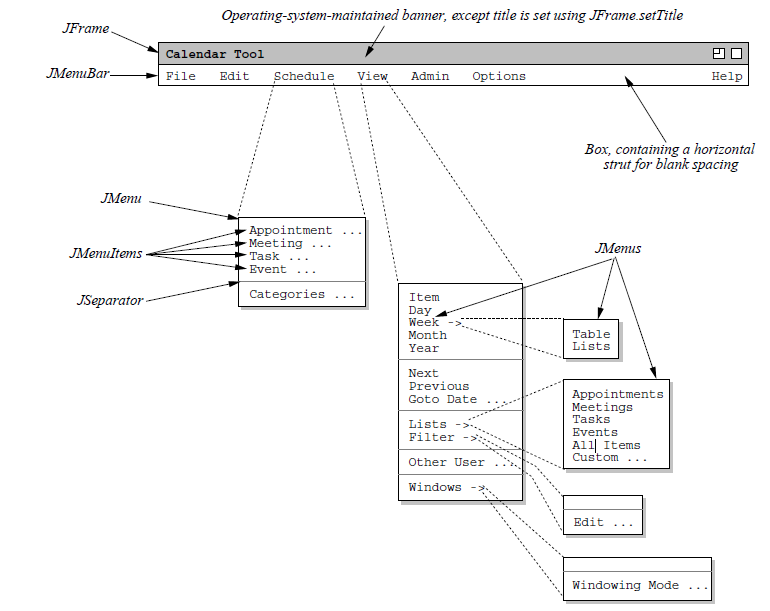 Operating-system-maintained banner, except title is set using JFrame.setTitle
JFrame
Calendar Tool
JMenuBar
File Edit Schedule View Admin Options Help
Box, containing a horizontal
strut for blank spacing
JMenu
JMenuItems
JSeparator
Appointment ...
Meeting ...
Task ...
Event ...
Categories ...
JMenus
Item
Day
Week ->
Month
Year
Next
Previous
Goto Date ...
Lists ->
Filter ->
Other User ...
Windows ->
Table
Lists
Appointments
Meetings
Tasks
Events
All Items
Custom ...
Edit ...
Windowing Mode ...